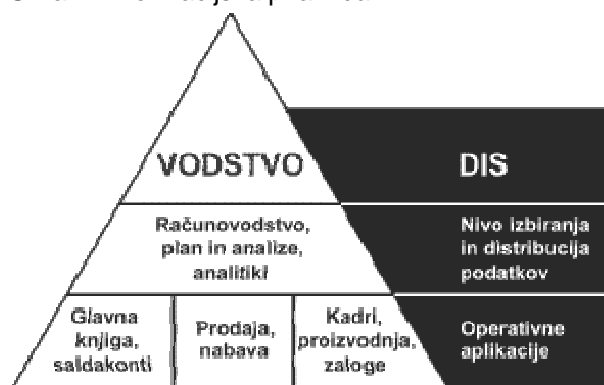 VODSTVO
DIS
Računovodstvo,
plan in analize,
analitiki
Nivo izbiranja
in distribucija
podatkov
Glavna
knjiga,
saldakonti
Prodaja,
nabava
Kadri,
proizvodnja,
zaloge
Operativne
aplikacije